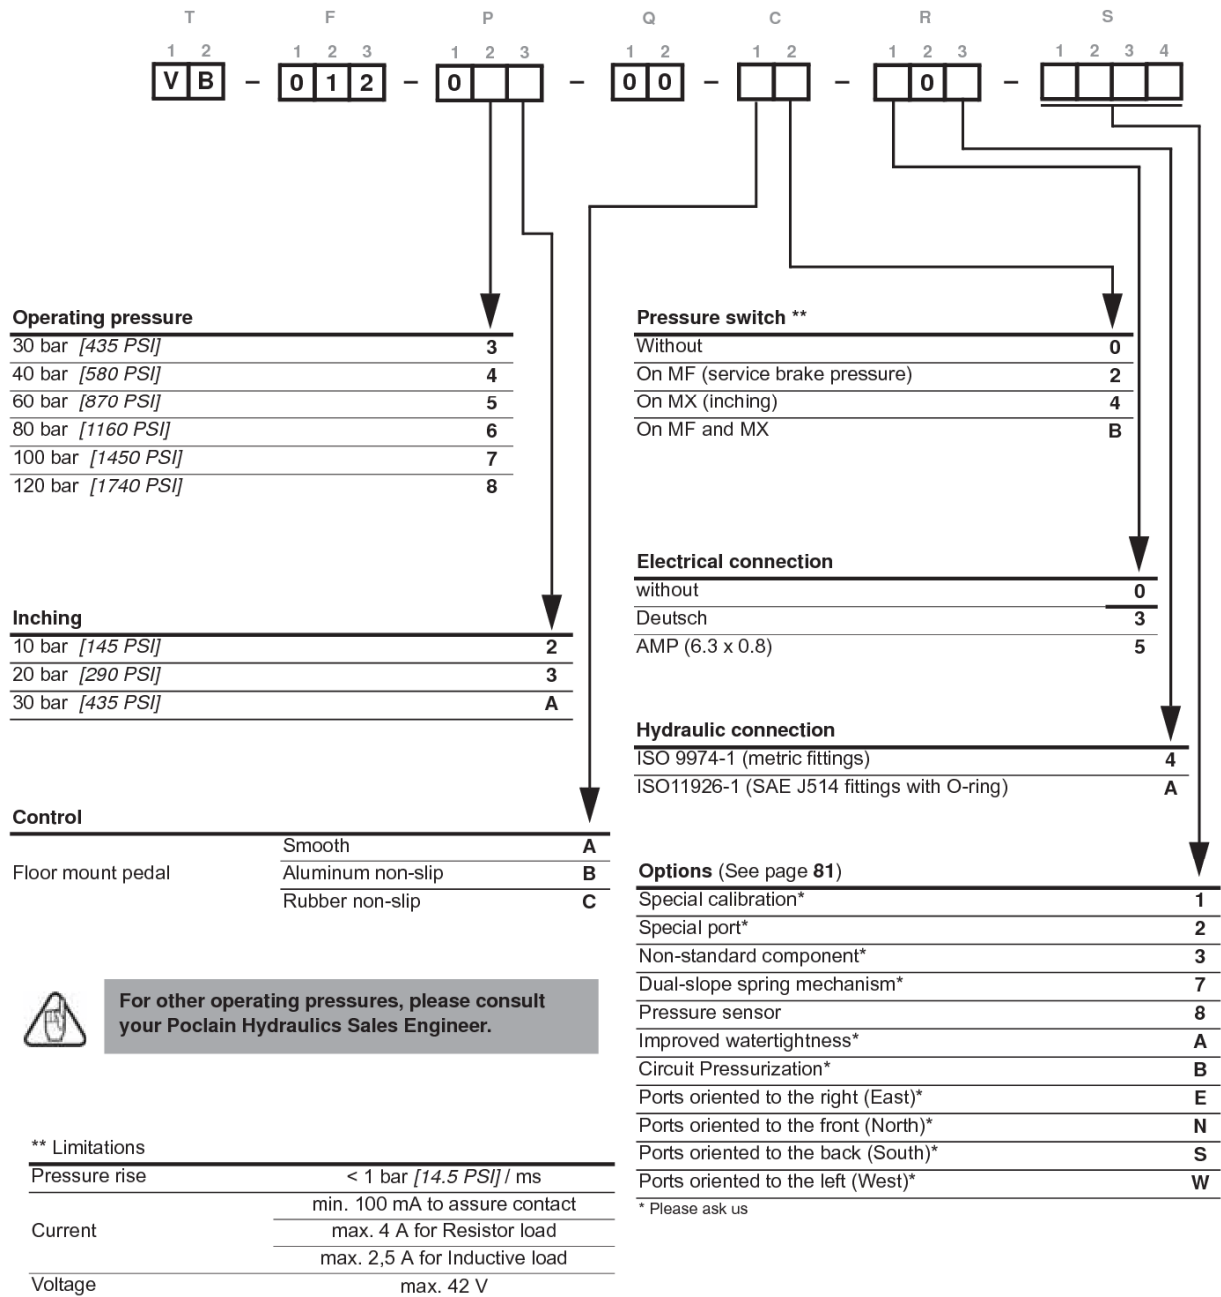 T F P Q C R S
1 2 1 2 3 1 2 3 1 2 1 2 1 2 3 1 2 3 4
V B – 0 1 2 – 0 – 0 0 – – 0 –
Operating pressure
30 bar [435 PSI] 3
40 bar [580 PSI] 4
60 bar [870 PSI] 5
80 bar [1160 PSI] 6
100 bar [1450 PSI] 7
120 bar [1740 PSI] 8
Inching
10 bar [145 PSI] 2
20 bar [290 PSI] 3
30 bar [435 PSI] A
Control
Smooth A
Floor mount pedal Aluminum non-slip B
Rubber non-slip C
For other operating pressures, please consult
your Poclain Hydraulics Sales Engineer.
** Limitations
Pressure rise < 1 bar [14.5 PSI] / ms
min. 100 mA to assure contact
Current max. 4 A for Resistor load
max. 2,5 A for Inductive load
Voltage max. 42 V
Pressure switch **
Without 0
On MF (service brake pressure) 2
On MX (inching) 4
On MF and MX B
Electrical connection
without 0
Deutsch 3
AMP (6.3 x 0.8) 5
Hydraulic connection
ISO 9974-1 (metric fittings) 4
ISO11926-1 (SAE J514 fittings with O-ring) A
Options (See page 81)
Special calibration* 1
Special port* 2
Non-standard component* 3
Dual-slope spring mechanism* 7
Pressure sensor 8
Improved watertightness* A
Circuit Pressurization* B
Ports oriented to the right (East)* E
Ports oriented to the front (North)* N
Ports oriented to the back (South)* S
Ports oriented to the left (West)* W
* Please ask us